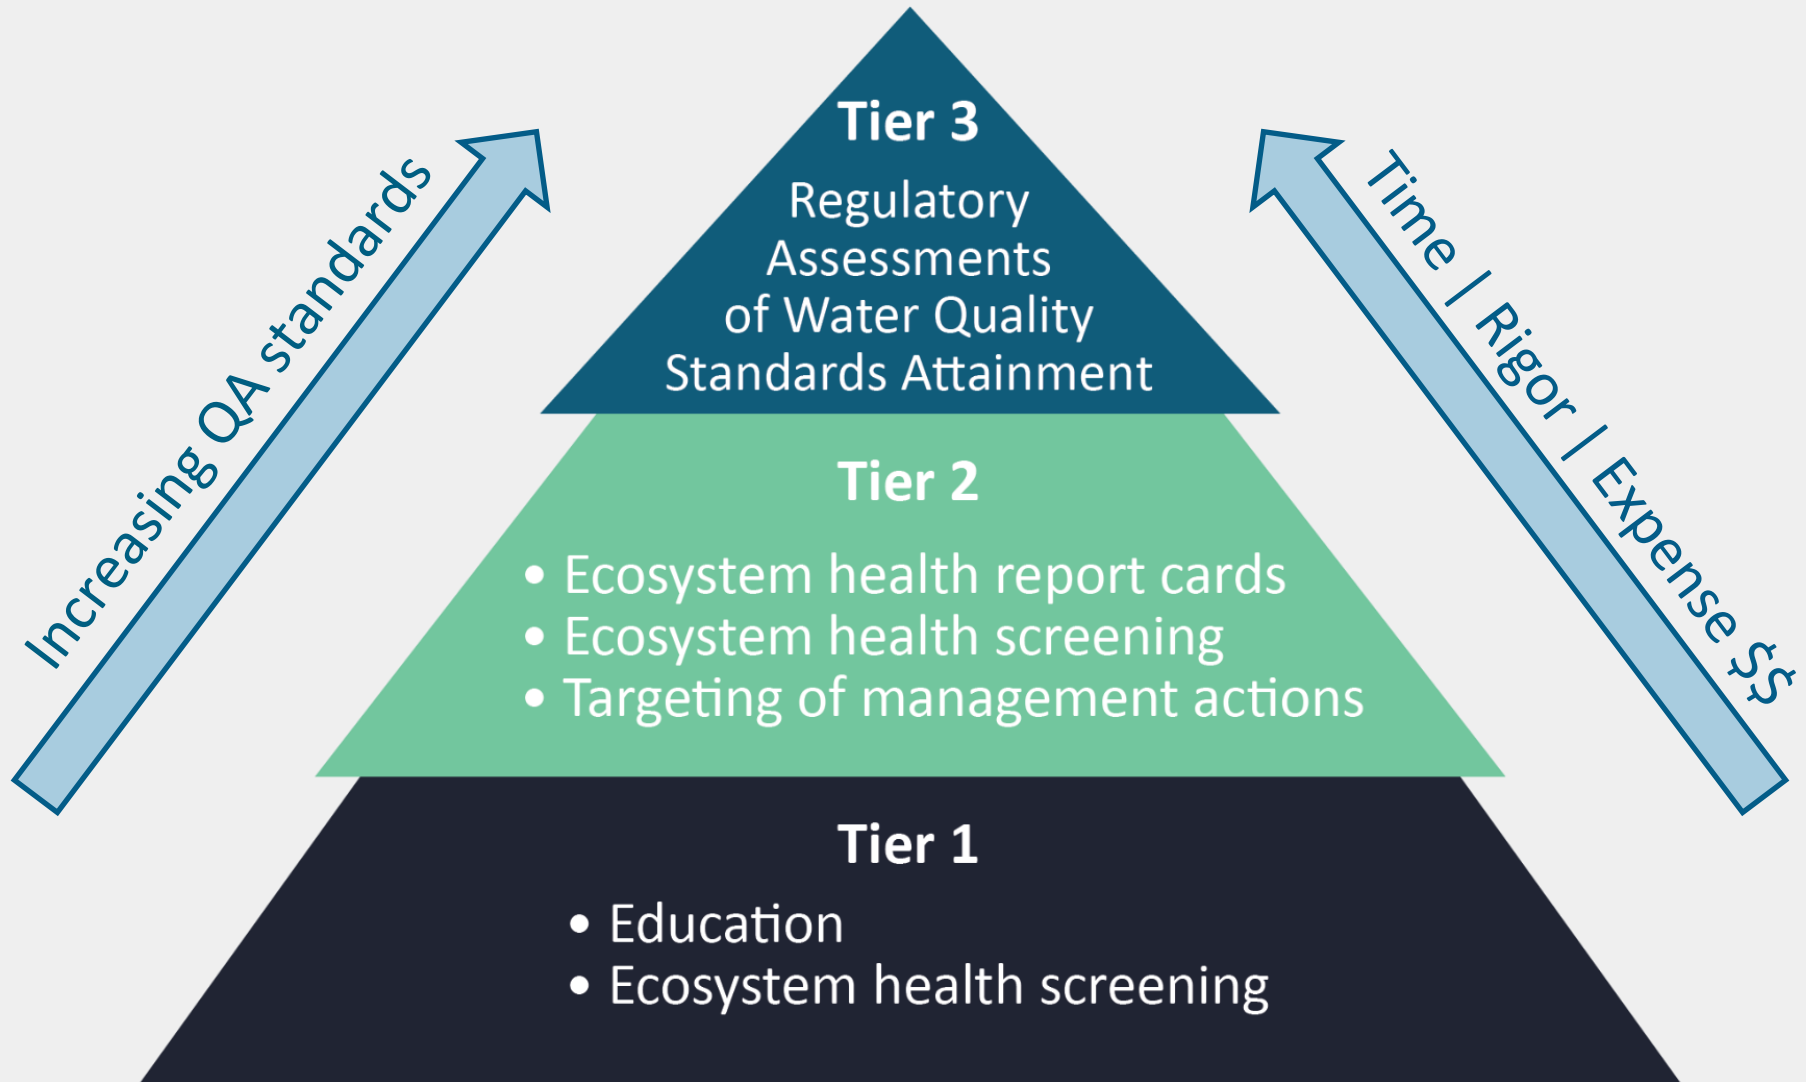 Increasing QA standards
Time | Rigor | Expense $$
Tier 3
Regulatory
Assessments
of Water Quality
Standards Attainment
Tier 2
• Ecosystem health report cards
• Ecosystem health screening
• Targeting of management actions
Tier 1
• Education
• Ecosystem health screening